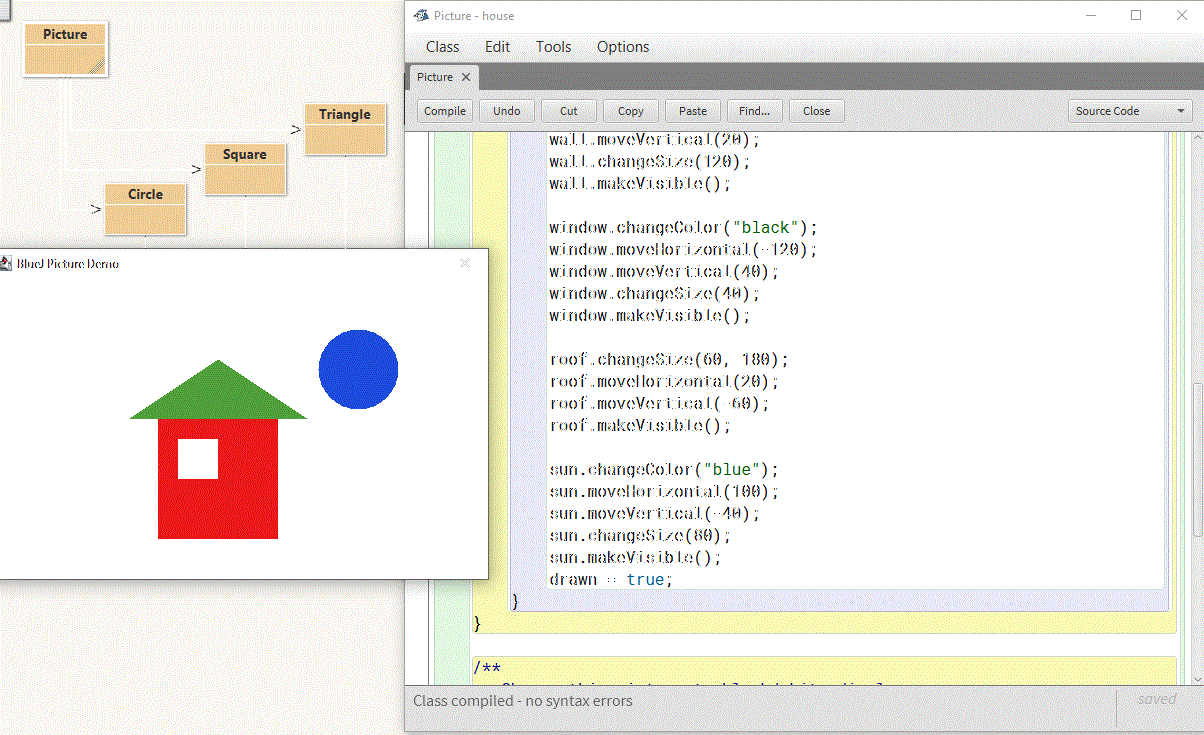 Picture
Triangle
Square
Circle
BlueJ Picture Demo
Picture - house
Class Edit Tools Options
Picture
Compile Undo Cut Copy Paste Find... Close Source Code
wall.moveVertical(20);
wall.changeSize(120);
wall.makeVisible();
window.changeColor("black");
window.moveHorizontal(-120);
window.moveVertical(40);
window.changeSize(40);
window.makeVisible();
roof.changeSize(60, 180);
roof.moveHorizontal(20);
roof.moveVertical(-60);
roof.makeVisible();
sun.changeColor("blue");
sun.moveHorizontal(100);
sun.moveVertical(-40);
sun.changeSize(80);
sun.makeVisible();
drawn = true;
}
}
/**
Class compiled - no syntax errors
saved